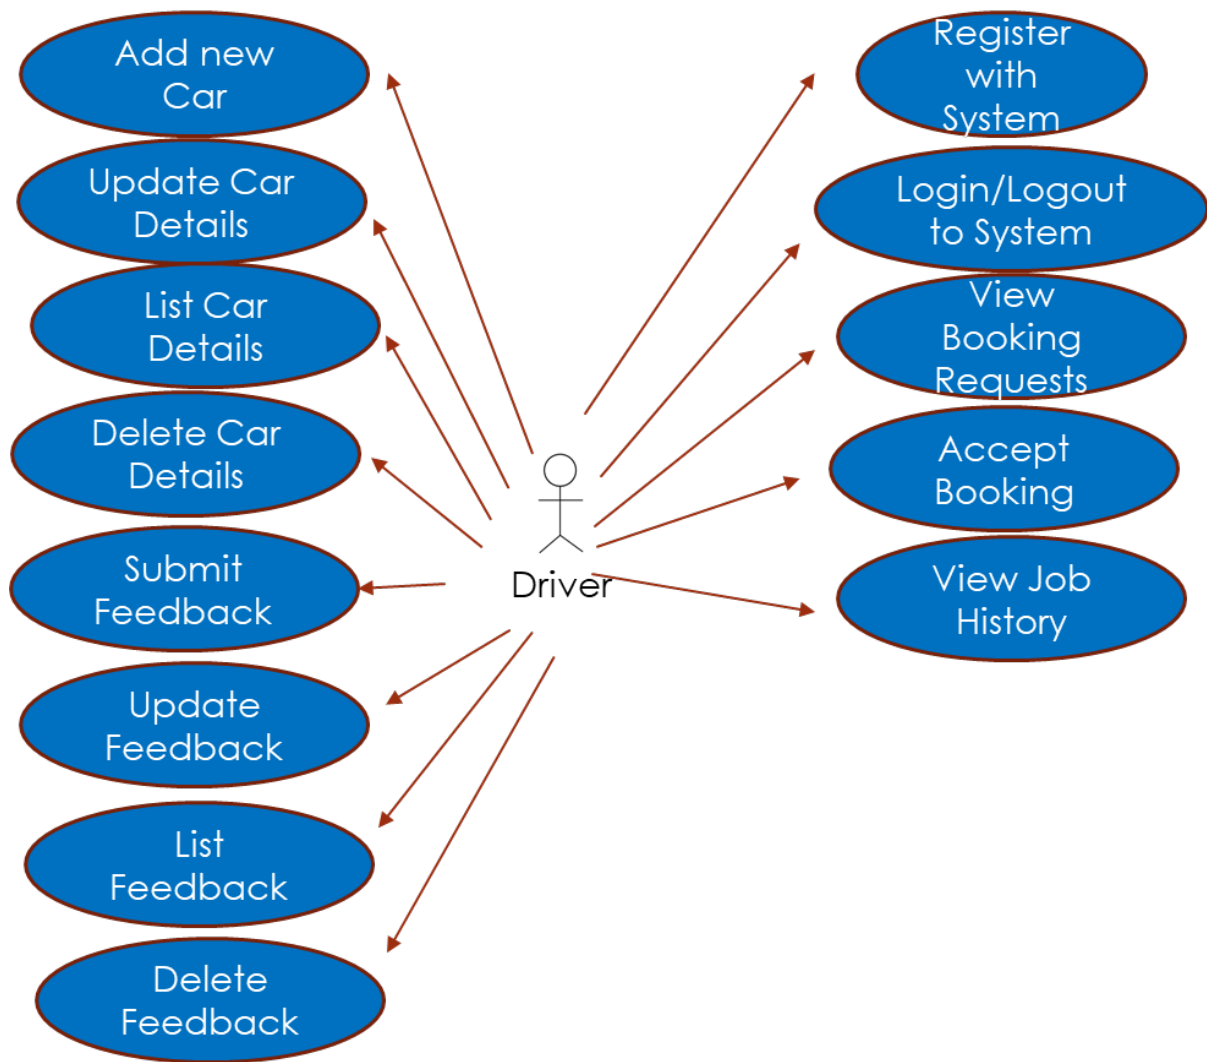 Add new
Car
Update Car
Details
List Car
Details
Delete Car
Details
Submit
Feedback
Update
Feedback
List
Feedback
Delete
Feedback
Driver
Register
with
System
Login/Logout
to System
View
Booking
Requests
Accept
Booking
View Job
History